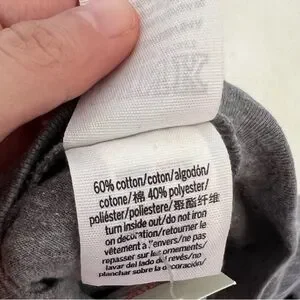 60% cotton/coton/algodón/
cotone/棉 40% polyester/
poliéster/poliestere/聚酯纤维
turn inside out/do not iron
on decoration/retourner le
vêtement à l'envers/ne pas
repasser sur les ornements/
lavar del lado del revés/no
planchar sobre la decoración/